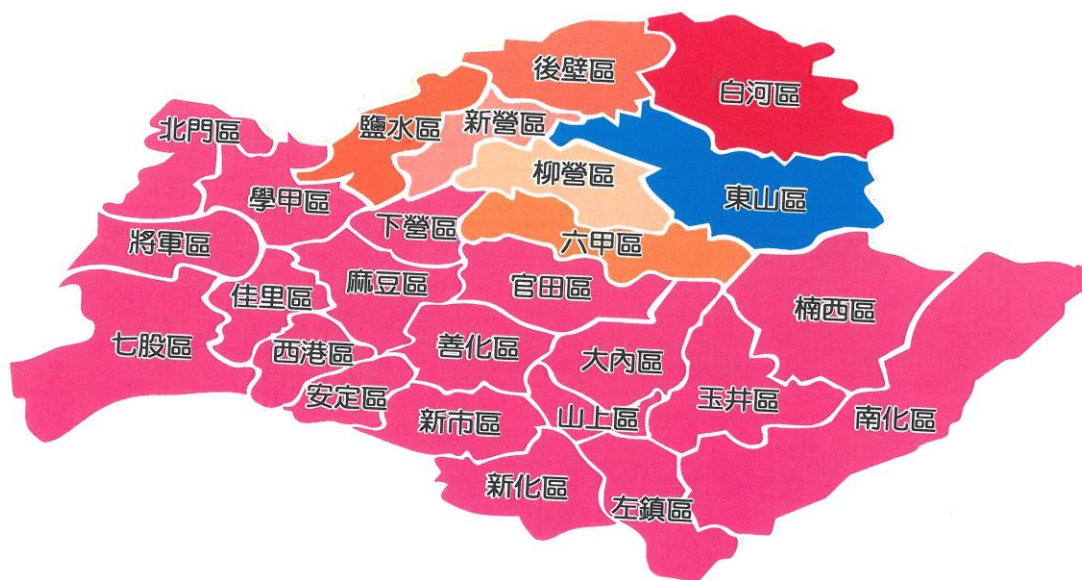 後壁區
白河區
北門區
鹽水區
新營區
柳營區
東山區
學甲區
下營區
六甲區
將軍區
佳里區
麻豆區
官田區
楠西區
七股區
西港區
善化區
大內區
安定區
新市區
山上區
玉井區
南化區
新化區
左鎮區